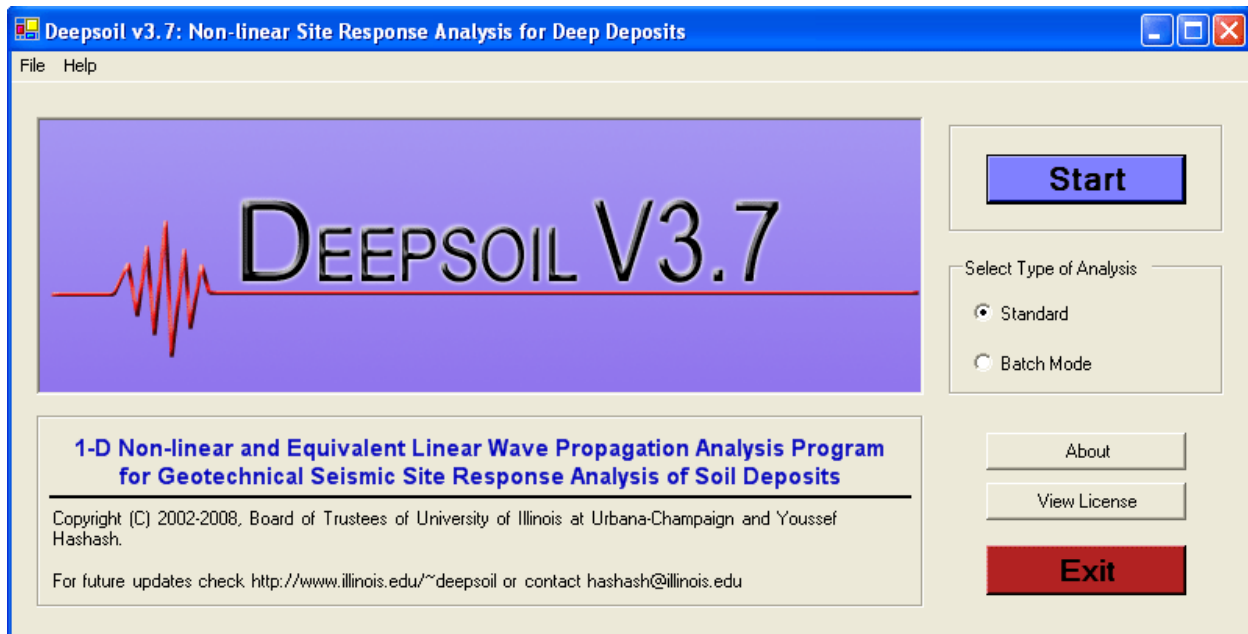 Deepsoil v3.7: Non-linear Site Response Analysis for Deep Deposits
File Help
DEEPSOIL V3.7
Start
Select Type of Analysis
Standard
Batch Mode
1-D Non-linear and Equivalent Linear Wave Propagation Analysis Program
for Geotechnical Seismic Site Response Analysis of Soil Deposits
Copyright (C) 2002-2008, Board of Trustees of University of Illinois at Urbana-Champaign and Youssef
Hashash.
For future updates check http://www.illinois.edu/~deepsoil or contact hashash@illinois.edu
About
View License
Exit